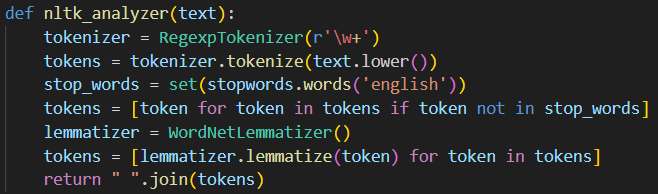 def nltk_analyzer(text):
    tokenizer = RegexpTokenizer(r'\w+')
    tokens = tokenizer.tokenize(text.lower())
    stop_words = set(stopwords.words('english'))
    tokens = [token for token in tokens if token not in stop_words]
    lemmatizer = WordNetLemmatizer()
    tokens = [lemmatizer.lemmatize(token) for token in tokens]
    return " ".join(tokens)